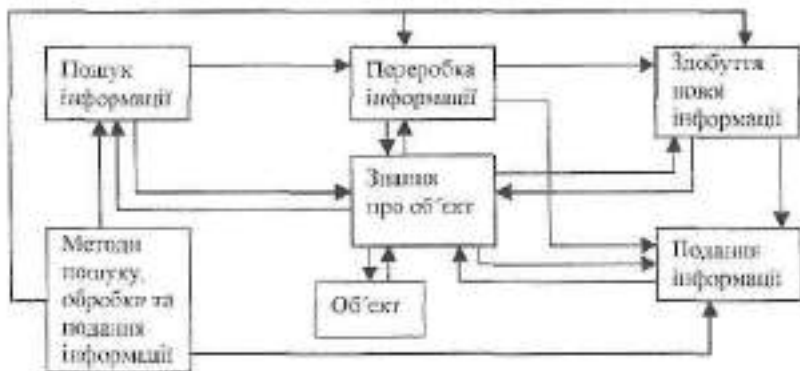 Пошук
інформації
Переробка
інформації
Здобуття
нової
інформації
Знання
про об´єкт
Методи
пошуку,
обробки та
подання
інформації
Об´єкт
Подання
інформації